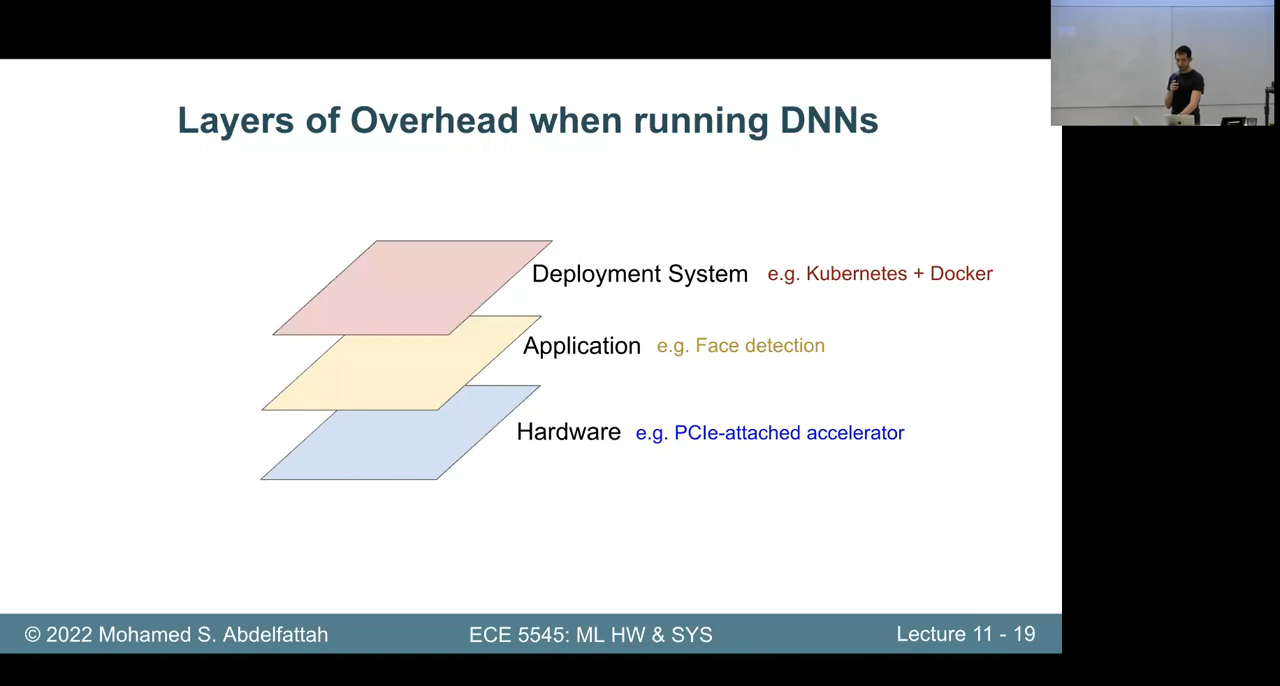 Layers of Overhead when running DNNs
Deployment System e.g. Kubernetes + Docker
Application e.g. Face detection
Hardware e.g. PCIe-attached accelerator
© 2022 Mohamed S. Abdelfattah ECE 5545: ML HW & SYS Lecture 11 - 19